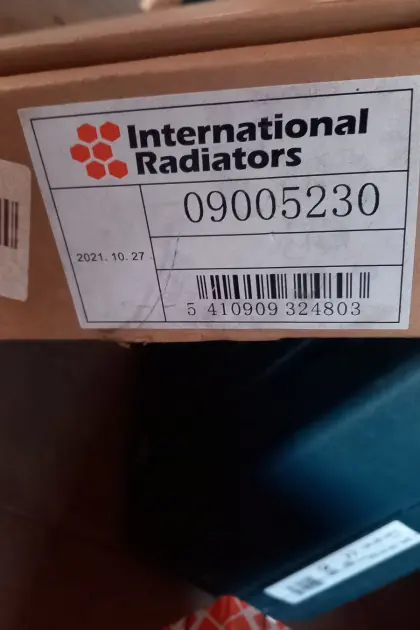 International
Radiators
09005230
2021. 10. 27
5 410909 324803